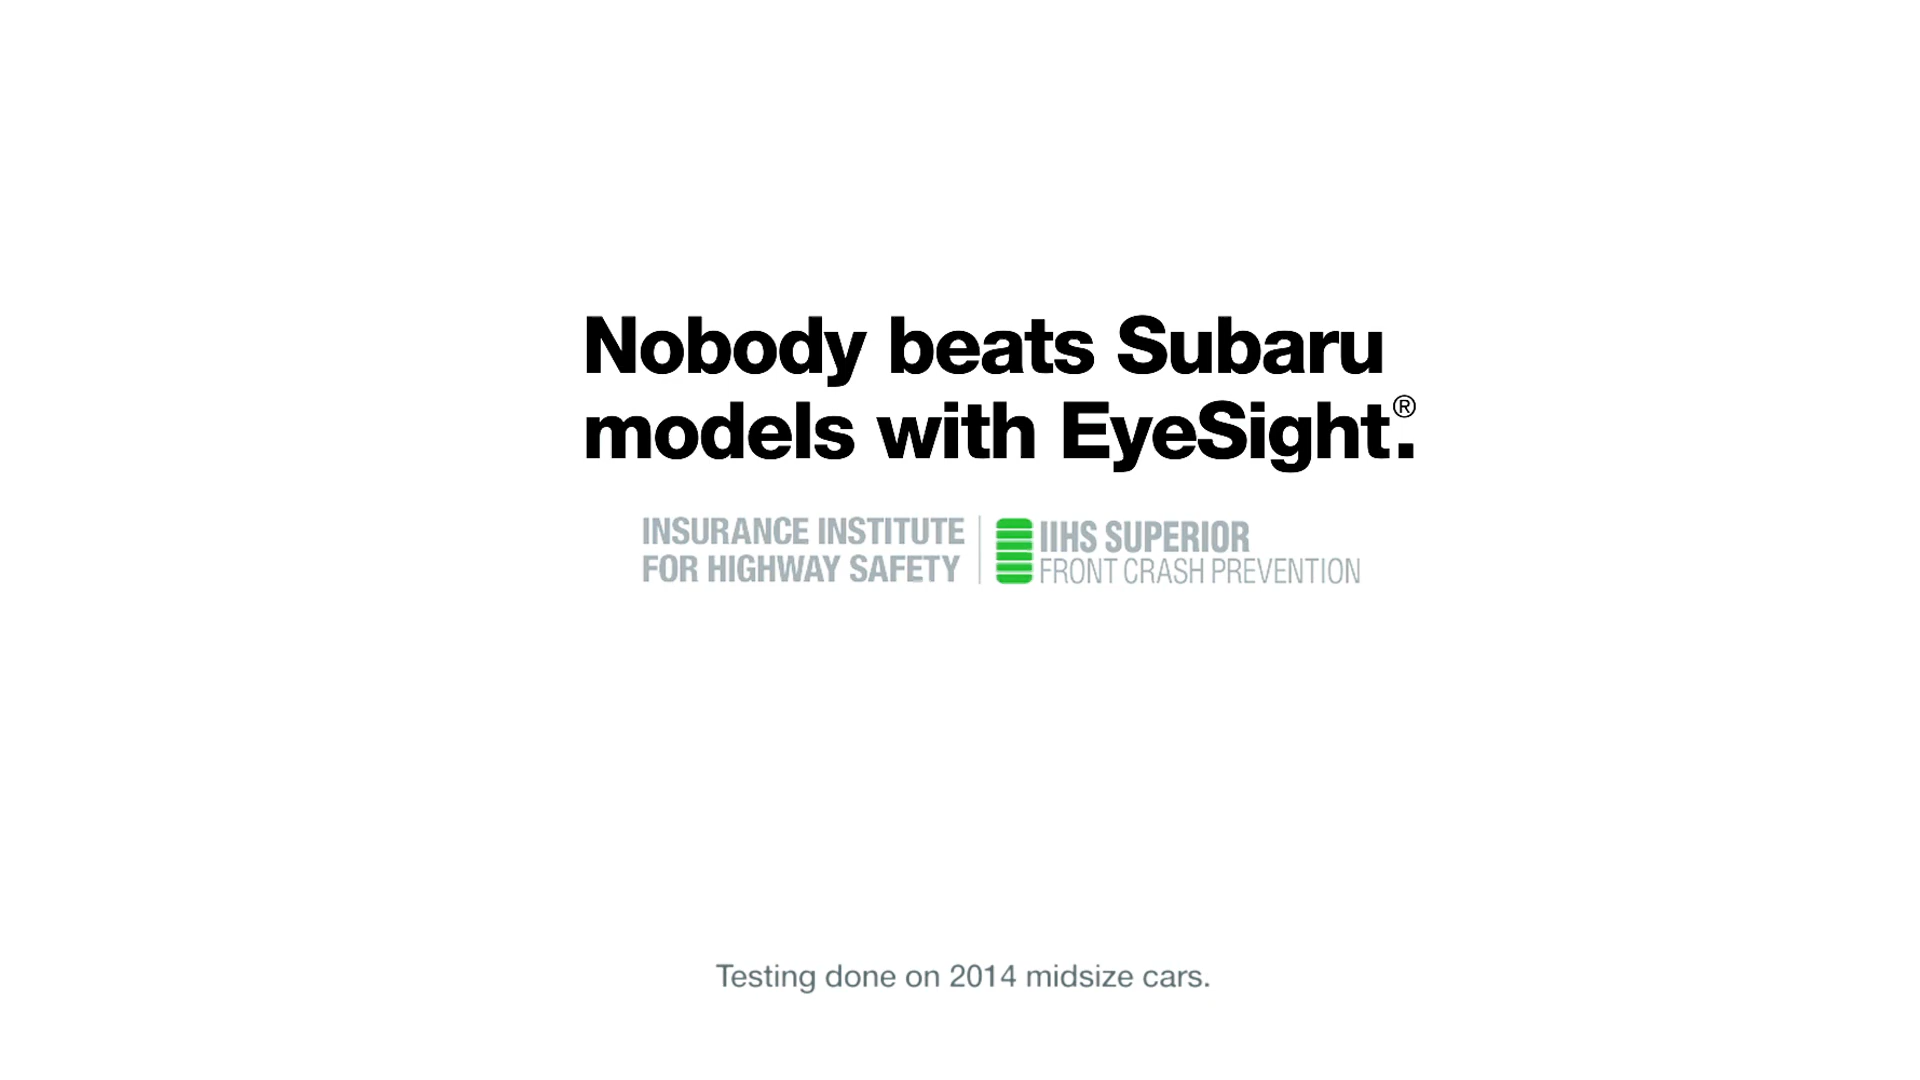 Nobody beats Subaru
models with EyeSight®.
INSURANCE INSTITUTE
FOR HIGHWAY SAFETY
IIHS SUPERIOR
FRONT CRASH PREVENTION
Testing done on 2014 midsize cars.